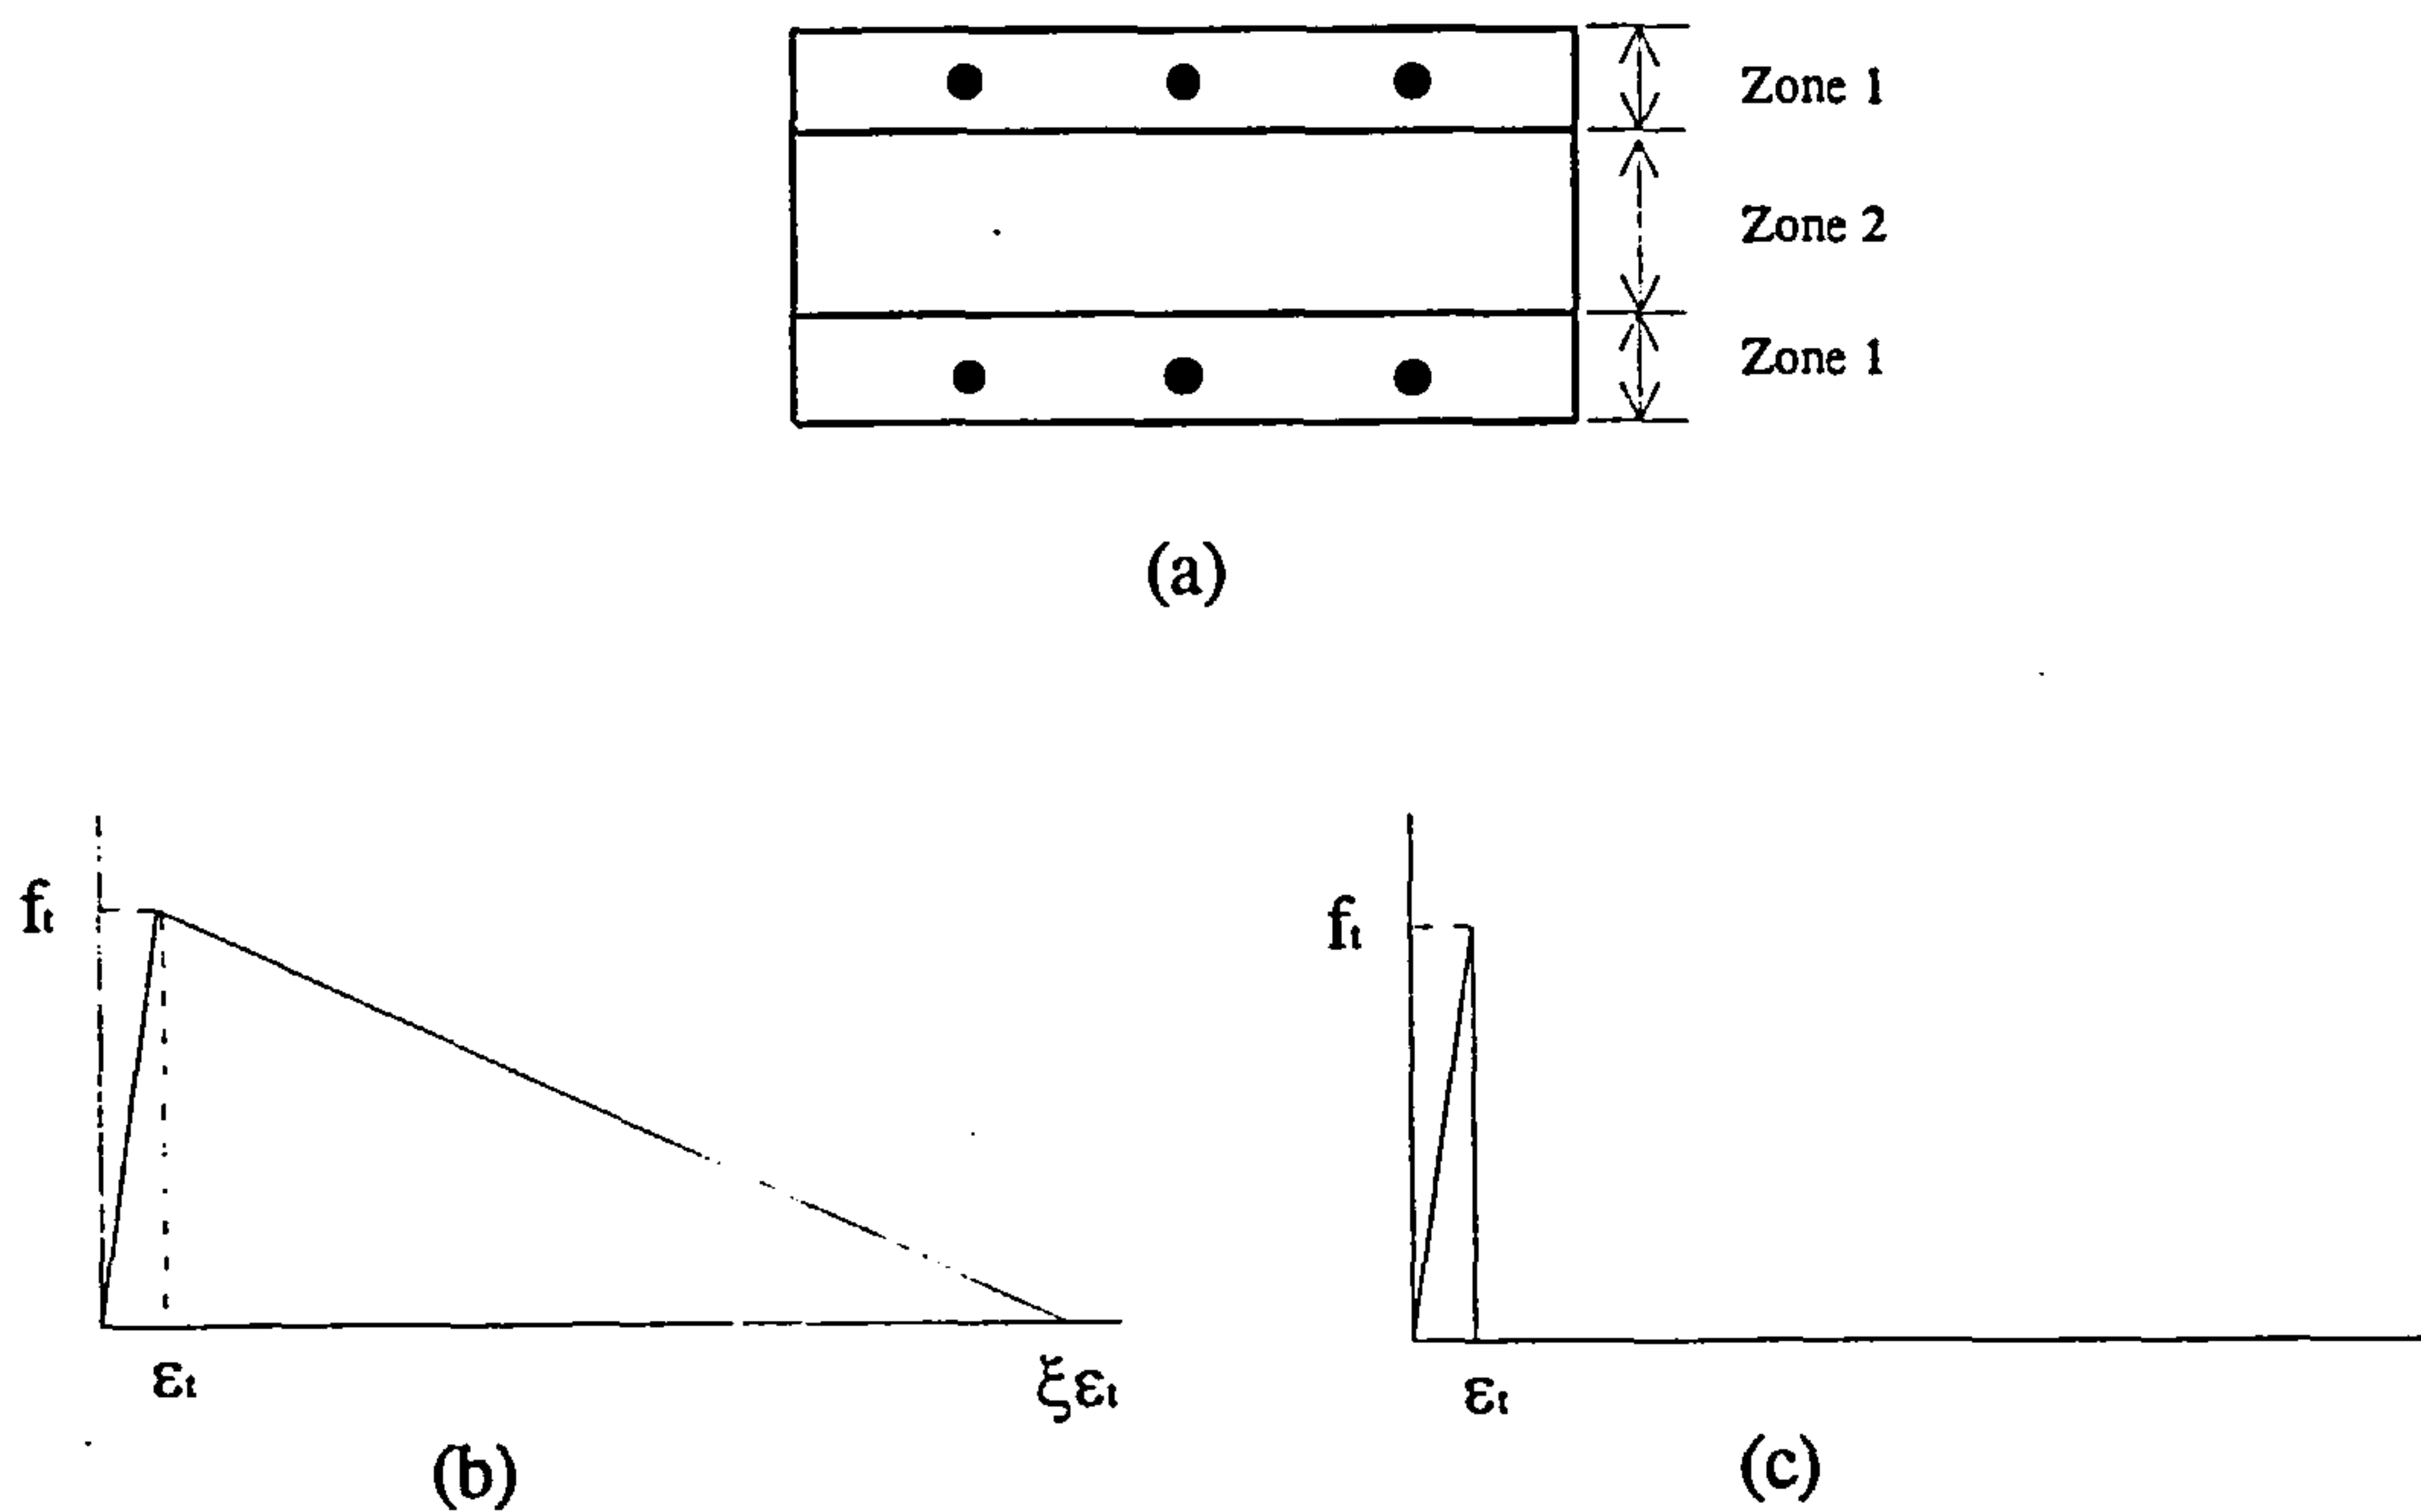 Zone 1
Zone 2
Zone 1
(a)
fₜ
fₜ
εₜ
ξεₜ
εₜ
(b)
(c)